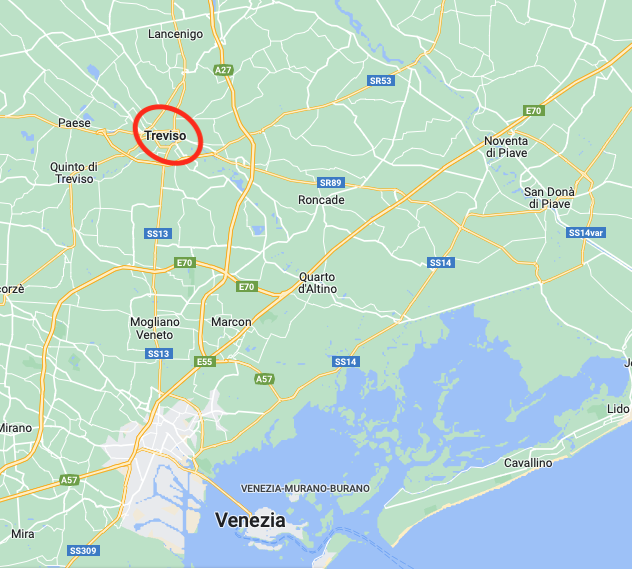 Lancenigo
A27
SR53
E70
Paese
Treviso
Noventa
di Piave
Quinto di
Treviso
SR89
San Donà
di Piave
Roncade
SS13
SS14var
E70
SS14
Quarto
d'Altino
E70
corzè
Mogliano
Veneto
Marcon
SS13
E55
SS14
A57
Lido
Mirano
Cavallino
A57
VENEZIA-MURANO-BURANO
Venezia
Mira
SS309